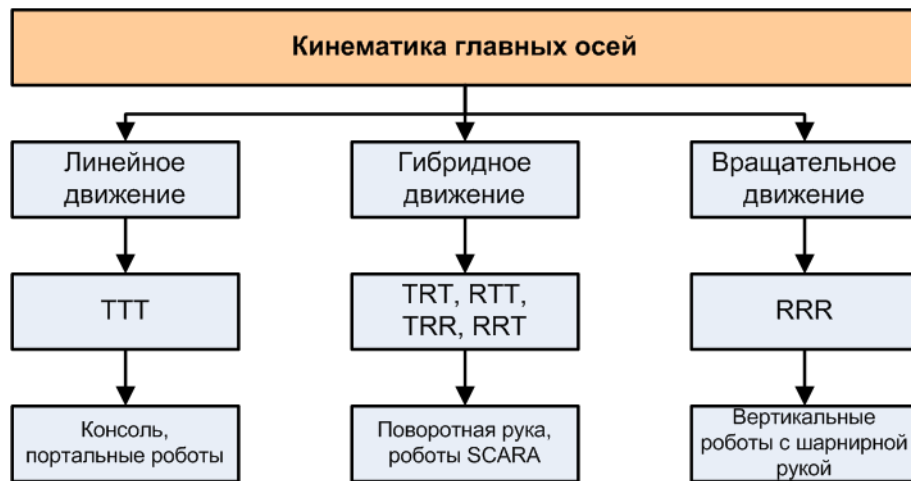 Кинематика главных осей
Линейное
движение
Гибридное
движение
Вращательное
движение
TTT
TRT, RTT,
TRR, RRT
RRR
Консоль,
портальные роботы
Поворотная рука,
роботы SCARA
Вертикальные
роботы с шарнирной
рукой